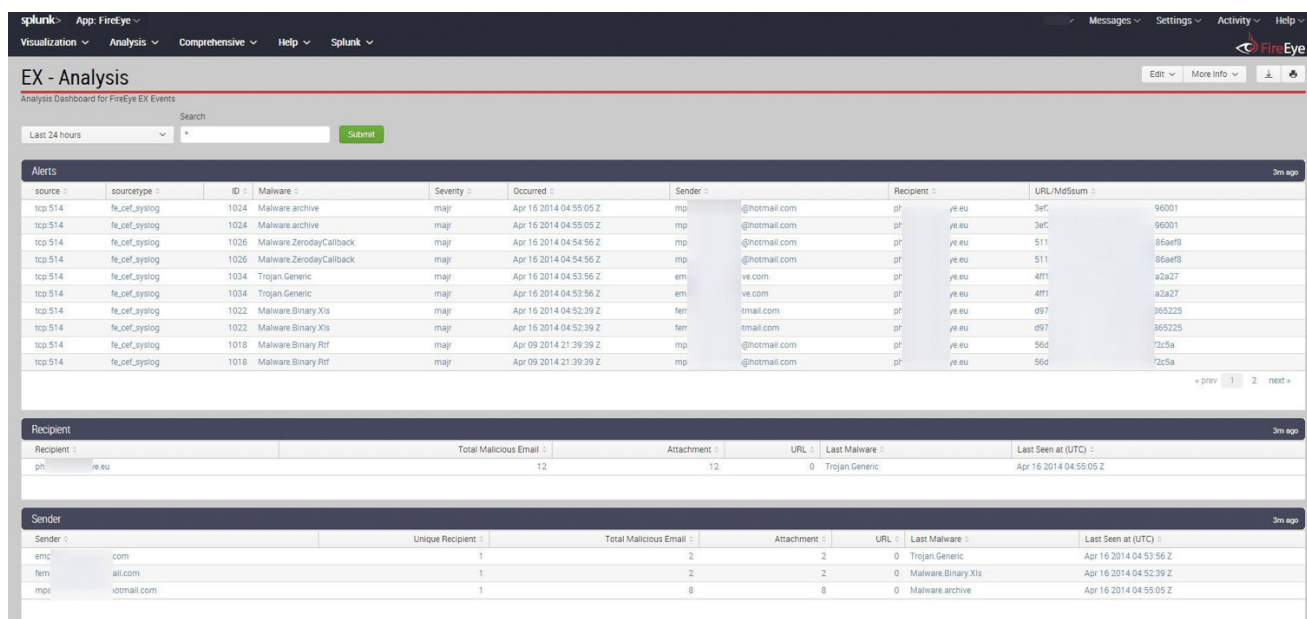 splunk> App: FireEye Messages Settings Activity Help
Visualization Analysis Comprehensive Help Splunk FireEye
EX - Analysis Edit More Info
Analysis Dashboard for FireEye EX Events
Search
Last 24 hours * Submit
Alerts 3m ago
source sourcetype ID Malware Severity Occurred Sender Recipient URL/Md5sum
tcp:514 fe_cef_syslog 1024 Malware.archive majr Apr 16 2014 04:55:05 Z mp @hotmail.com ph ye.eu 3ef 96001
tcp:514 fe_cef_syslog 1024 Malware.archive majr Apr 16 2014 04:55:05 Z mp @hotmail.com ph ye.eu 3ef 96001
tcp:514 fe_cef_syslog 1026 Malware.ZerodayCallback majr Apr 16 2014 04:54:56 Z mp @hotmail.com ph ye.eu 511 86aef8
tcp:514 fe_cef_syslog 1026 Malware.ZerodayCallback majr Apr 16 2014 04:54:56 Z mp @hotmail.com ph ye.eu 511 86aef8
tcp:514 fe_cef_syslog 1034 Trojan.Generic majr Apr 16 2014 04:53:56 Z em ve.com ph ye.eu 4ff1 a2a27
tcp:514 fe_cef_syslog 1034 Trojan.Generic majr Apr 16 2014 04:53:56 Z em ve.com ph ye.eu 4ff1 a2a27
tcp:514 fe_cef_syslog 1022 Malware.Binary.Xls majr Apr 16 2014 04:52:39 Z fem tmail.com ph ye.eu d97 365225
tcp:514 fe_cef_syslog 1022 Malware.Binary.Xls majr Apr 16 2014 04:52:39 Z fem tmail.com ph ye.eu d97 365225
tcp:514 fe_cef_syslog 1018 Malware.Binary.Rtf majr Apr 09 2014 21:39:39 Z mp @hotmail.com ph ye.eu 56d f2c5a
tcp:514 fe_cef_syslog 1018 Malware.Binary.Rtf majr Apr 09 2014 21:39:39 Z mp @hotmail.com ph ye.eu 56d f2c5a
« prev 1 2 next »
Recipient 3m ago
Recipient Total Malicious Email Attachment URL Last Malware Last Seen at (UTC)
ph ye.eu 12 12 0 Trojan.Generic Apr 16 2014 04:55:05 Z
Sender 3m ago
Sender Unique Recipient Total Malicious Email Attachment URL Last Malware Last Seen at (UTC)
emp com 1 2 2 0 Trojan.Generic Apr 16 2014 04:53:56 Z
fem ail.com 1 2 2 0 Malware.Binary.Xls Apr 16 2014 04:52:39 Z
mps hotmail.com 1 8 8 0 Malware.archive Apr 16 2014 04:55:05 Z